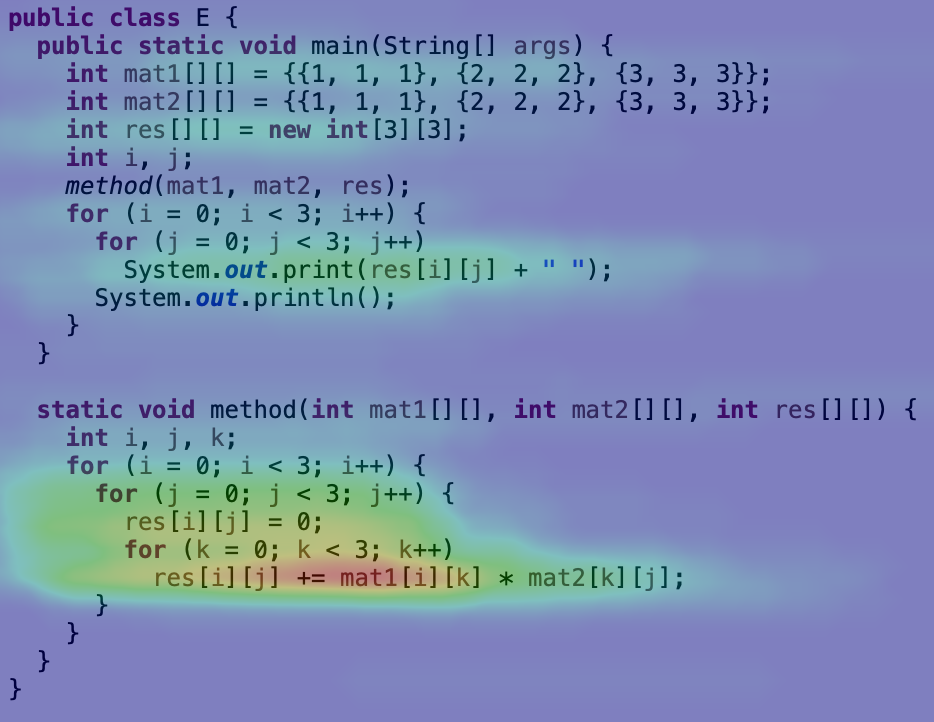 public class E {
  public static void main(String[] args) {
    int mat1[][] = {{1, 1, 1}, {2, 2, 2}, {3, 3, 3}};
    int mat2[][] = {{1, 1, 1}, {2, 2, 2}, {3, 3, 3}};
    int res[][] = new int[3][3];
    int i, j;
    method(mat1, mat2, res);
    for (i = 0; i < 3; i++) {
      for (j = 0; j < 3; j++)
        System.out.print(res[i][j] + " ");
      System.out.println();
    }
  }

  static void method(int mat1[][], int mat2[][], int res[][]) {
    int i, j, k;
    for (i = 0; i < 3; i++) {
      for (j = 0; j < 3; j++) {
        res[i][j] = 0;
        for (k = 0; k < 3; k++)
          res[i][j] += mat1[i][k] * mat2[k][j];
      }
    }
  }
}